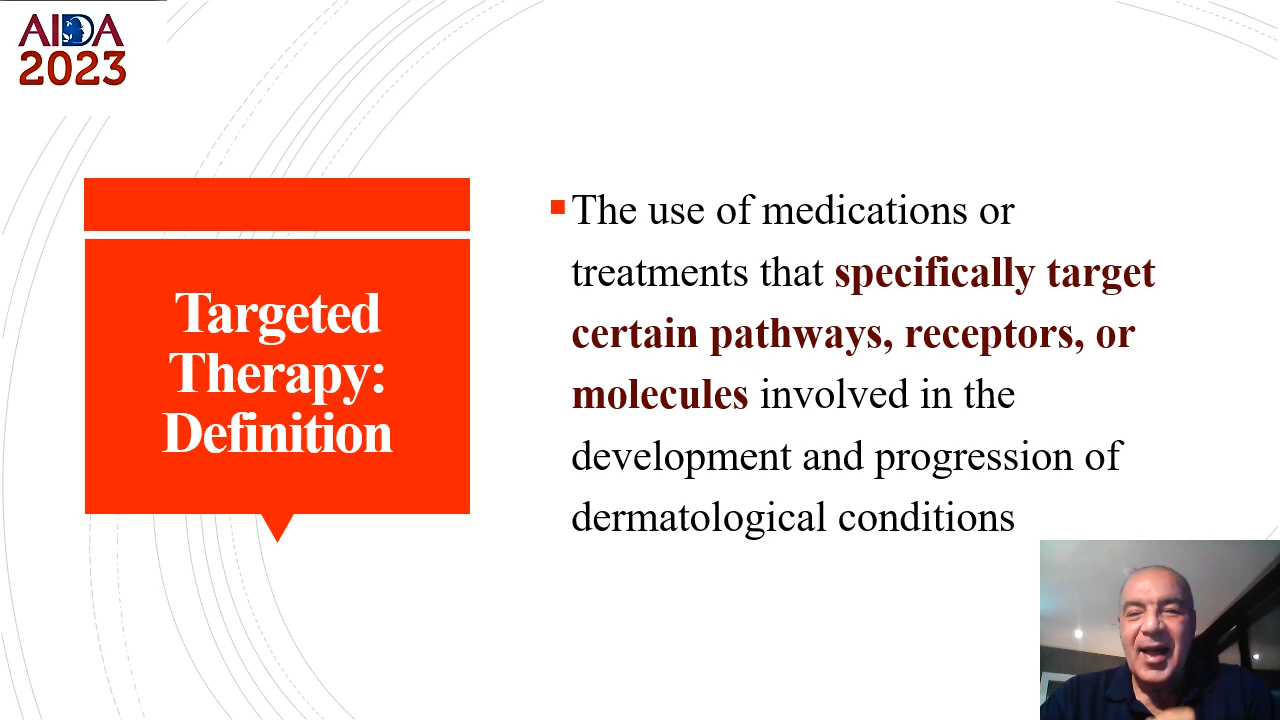 AIDA
2023
Targeted
Therapy:
Definition
The use of medications or
treatments that specifically target
certain pathways, receptors, or
molecules involved in the
development and progression of
dermatological conditions